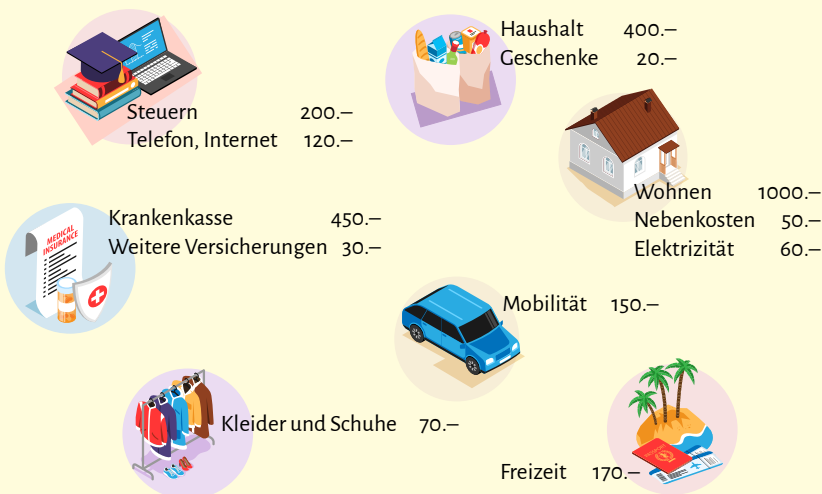 Haushalt 400.–
Geschenke 20.–
Steuern 200.–
Telefon, Internet 120.–
Wohnen 1000.–
Nebenkosten 50.–
Elektrizität 60.–
Krankenkasse 450.–
Weitere Versicherungen 30.–
MEDICAL
INSURANCE
Mobilität 150.–
Kleider und Schuhe 70.–
Freizeit 170.–